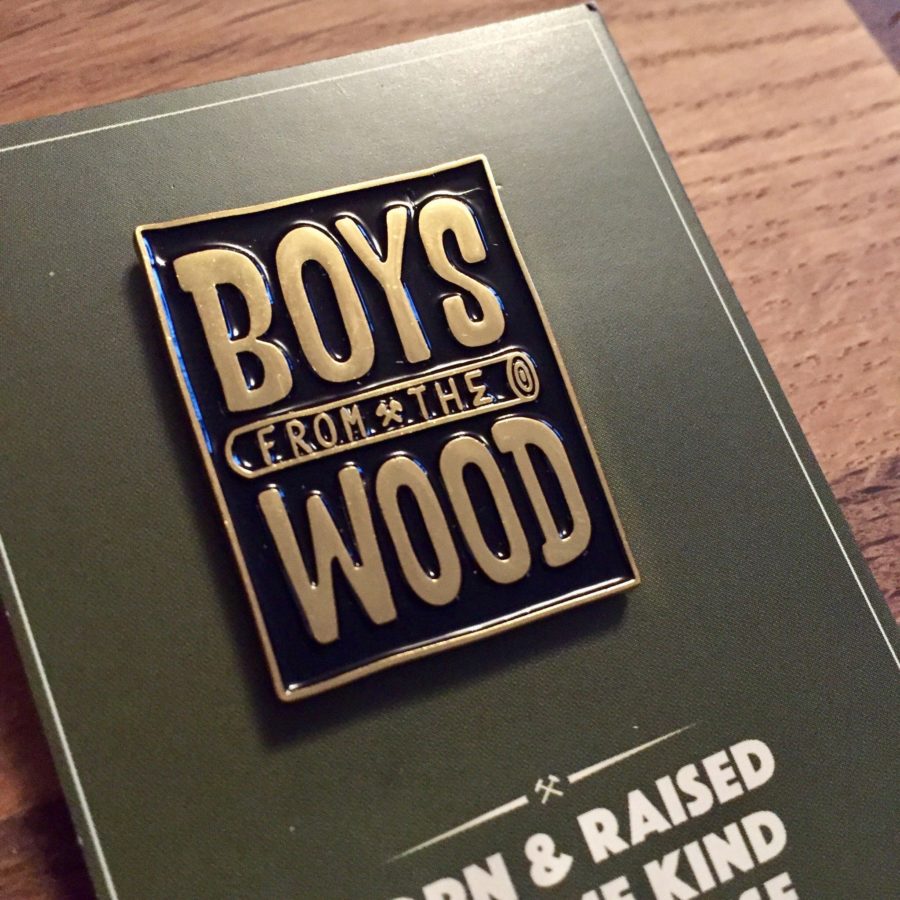 BOYS
FROM THE
WOOD
& RAISED
KIND